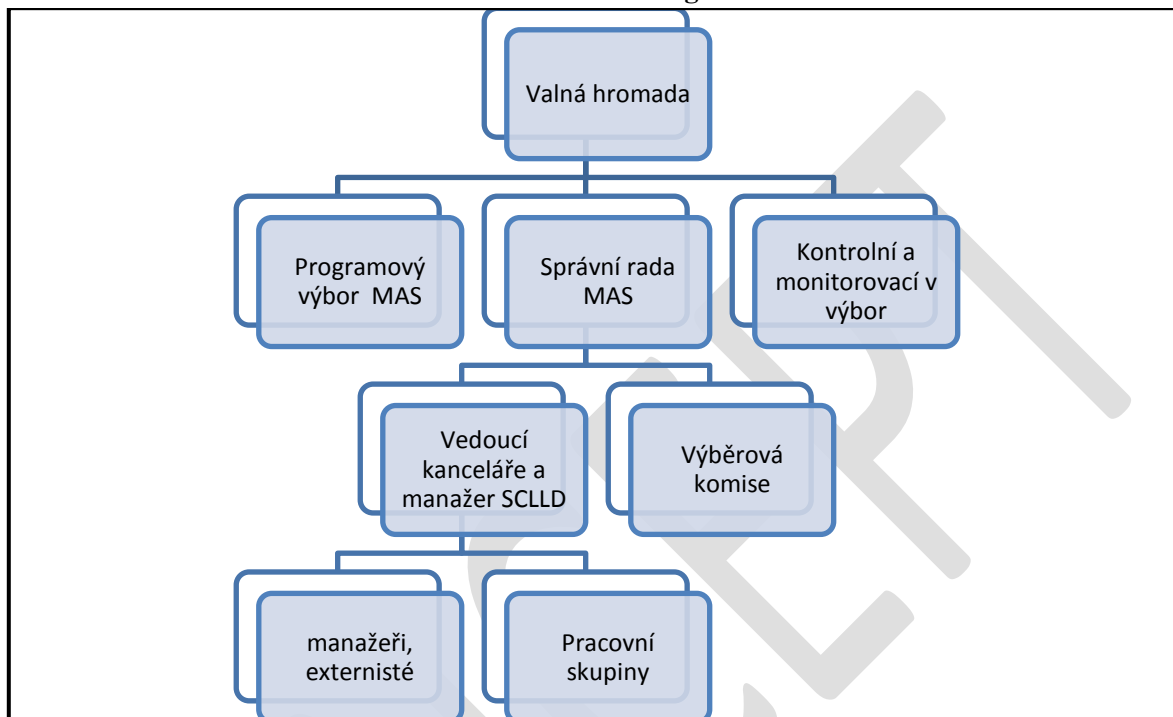 Valná hromada
Programový
výbor MAS
Správní rada
MAS
Kontrolní a
monitorovací v
výbor
Vedoucí
kanceláře a
manažer SCLLD
Výběrová
komise
manažeři,
externisté
Pracovní
skupiny